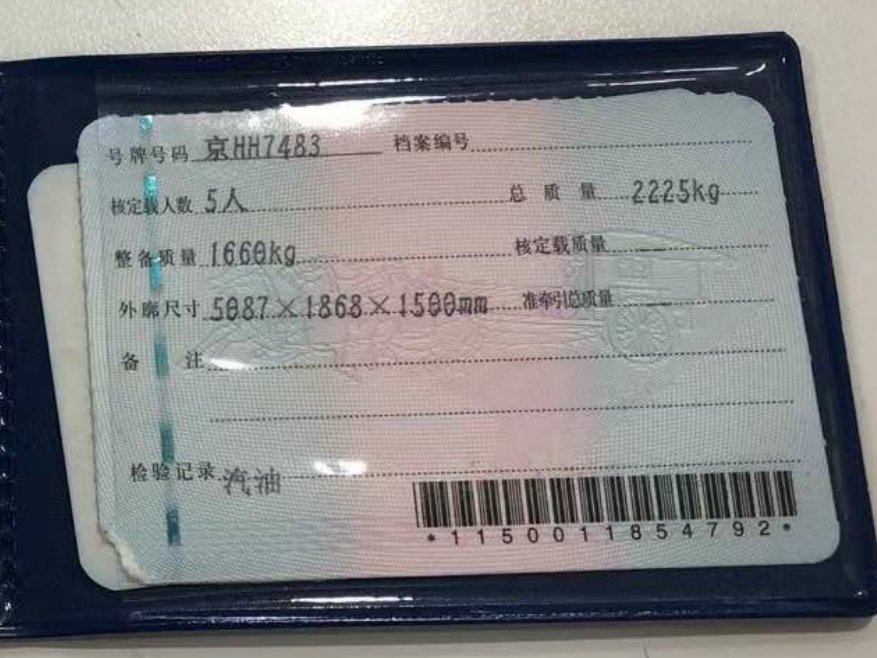 号牌号码 京HH7483 档案编号
核定载人数 5人 总质量 2225kg
整备质量 1660kg 核定载质量
外廓尺寸 5087×1868×1500mm 准牵引总质量
备注
检验记录 汽油
*1150011854792*